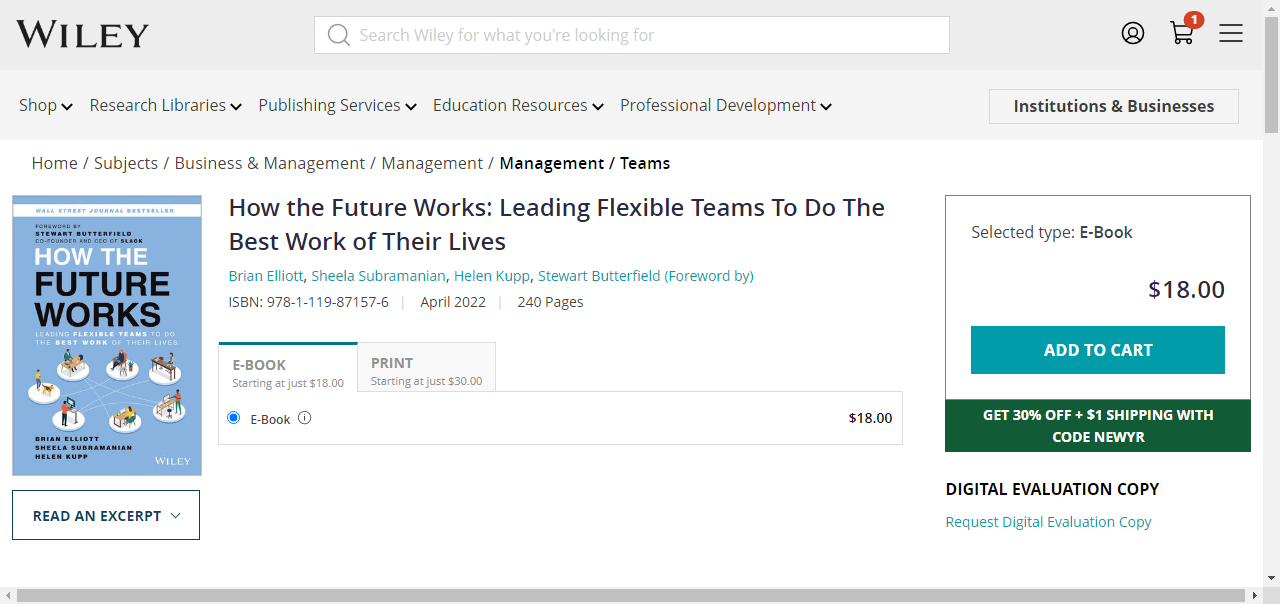 WILEY
Search Wiley for what you're looking for
1
Shop
Research Libraries
Publishing Services
Education Resources
Professional Development
Institutions & Businesses
Home / Subjects / Business & Management / Management / Management / Teams
WALL STREET JOURNAL BESTSELLER
FOREWORD BY
STEWART BUTTERFIELD
CO-FOUNDER AND CEO OF SLACK
HOW THE
FUTURE
WORKS
LEADING FLEXIBLE TEAMS TO DO
THE BEST WORK OF THEIR LIVES
BRIAN ELLIOTT
SHEELA SUBRAMANIAN
HELEN KUPP
WILEY
READ AN EXCERPT
How the Future Works: Leading Flexible Teams To Do The
Best Work of Their Lives
Brian Elliott, Sheela Subramanian, Helen Kupp, Stewart Butterfield (Foreword by)
ISBN: 978-1-119-87157-6 | April 2022 | 240 Pages
E-BOOK
Starting at just $18.00
PRINT
Starting at just $30.00
E-Book
$18.00
Selected type: E-Book
$18.00
ADD TO CART
GET 30% OFF + $1 SHIPPING WITH
CODE NEWYR
DIGITAL EVALUATION COPY
Request Digital Evaluation Copy